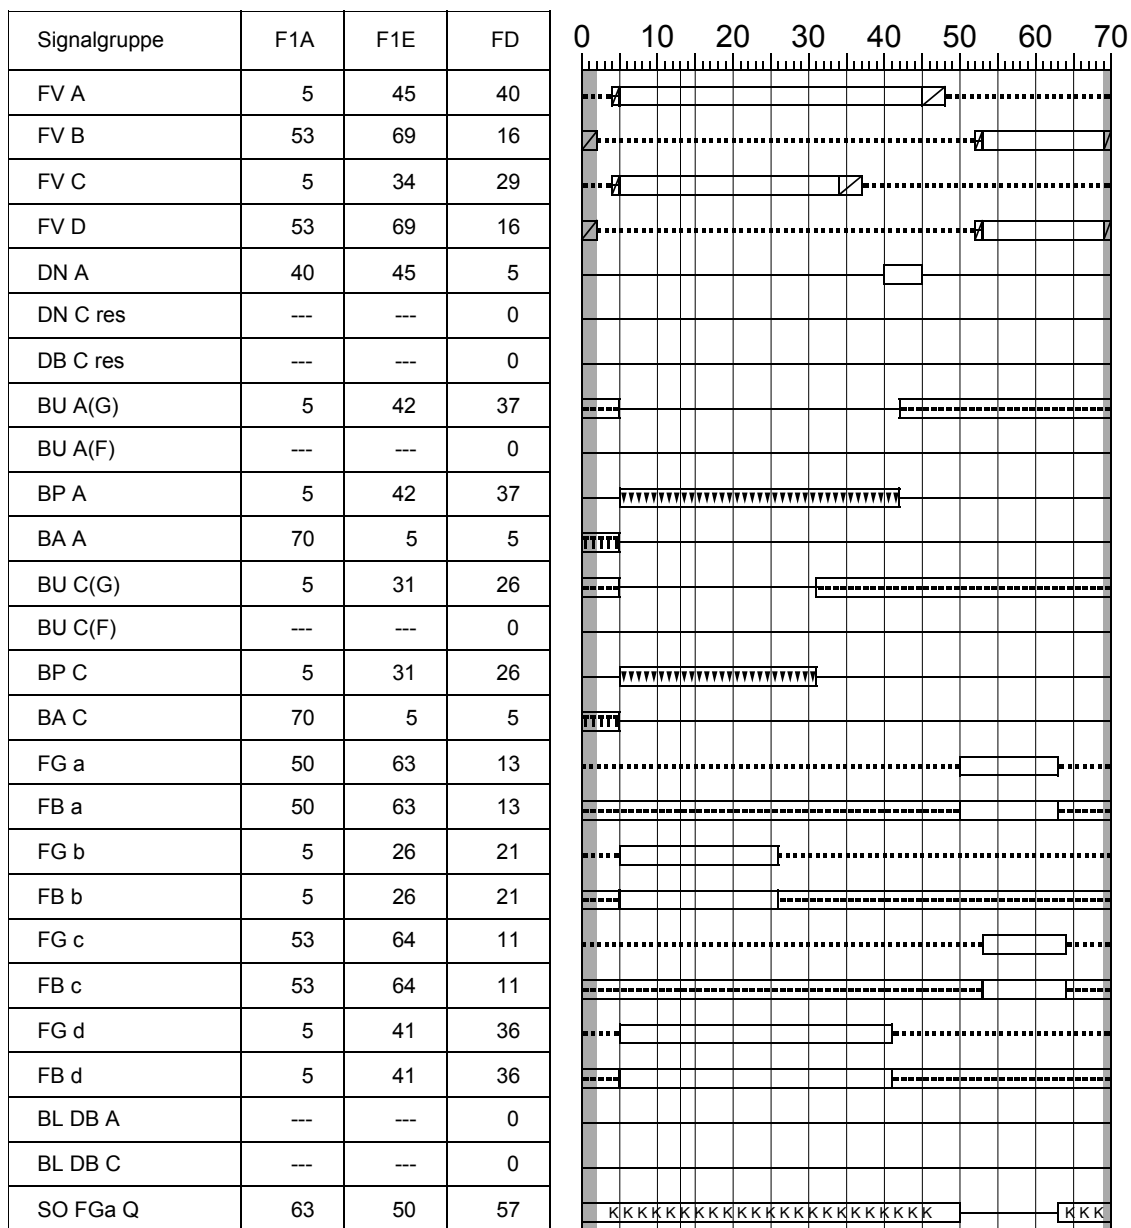 Signalgruppe F1A F1E FD 0 10 20 30 40 50 60 70
FV A 5 45 40
FV B 53 69 16
FV C 5 34 29
FV D 53 69 16
DN A 40 45 5
DN C res --- --- 0
DB C res --- --- 0
BU A(G) 5 42 37
BU A(F) --- --- 0
BP A 5 42 37
BA A 70 5 5
BU C(G) 5 31 26
BU C(F) --- --- 0
BP C 5 31 26
BA C 70 5 5
FG a 50 63 13
FB a 50 63 13
FG b 5 26 21
FB b 5 26 21
FG c 53 64 11
FB c 53 64 11
FG d 5 41 36
FB d 5 41 36
BL DB A --- --- 0
BL DB C --- --- 0
SO FGa Q 63 50 57 K K K K K K K K K K K K K K K K K K K K K K K K K